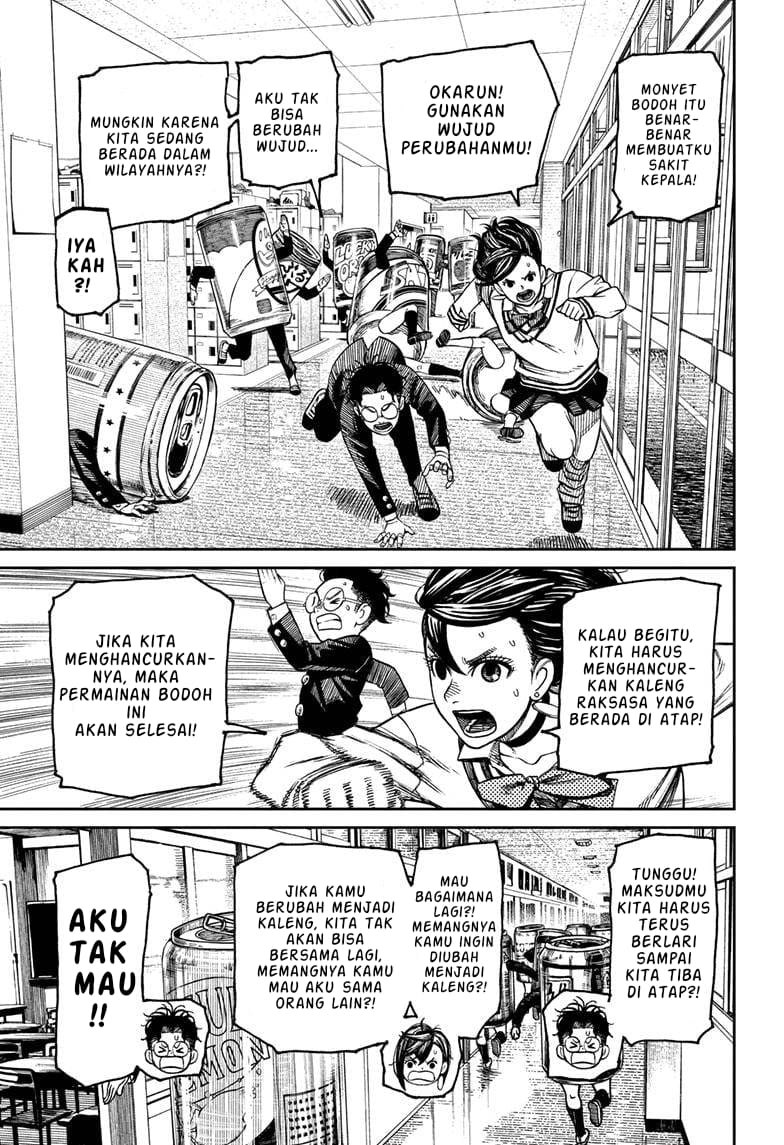 MONYET
BODOH ITU
BENAR-
BENAR
MEMBUATKU
SAKIT
KEPALA!
OKARUN!
GUNAKAN
WUJUD
PERUBAHANMU!
AKU TAK
BISA
BERUBAH
WUJUD...
MUNGKIN KARENA
KITA SEDANG
BERADA DALAM
WILAYAHNYA?!
IYA
KAH
?!
KALAU BEGITU,
KITA HARUS
MENGHANCUR-
KAN KALENG
RAKSASA YANG
BERADA DI ATAP!
JIKA KITA
MENGHANCURKAN-
NYA, MAKA
PERMAINAN BODOH
INI
AKAN SELESAI!
TUNGGU!
MAKSUDMU
KITA HARUS
TERUS
BERLARI
SAMPAI
KITA TIBA
DI ATAP?!
MAU
BAGAIMANA
LAGI?!
MEMANGNYA
KAMU INGIN
DIUBAH
MENJADI
KALENG?!
JIKA KAMU
BERUBAH MENJADI
KALENG, KITA TAK
AKAN BISA
BERSAMA LAGI,
MEMANGNYA KAMU
MAU AKU SAMA
ORANG LAIN?!
AKU
TAK
MAU
!!